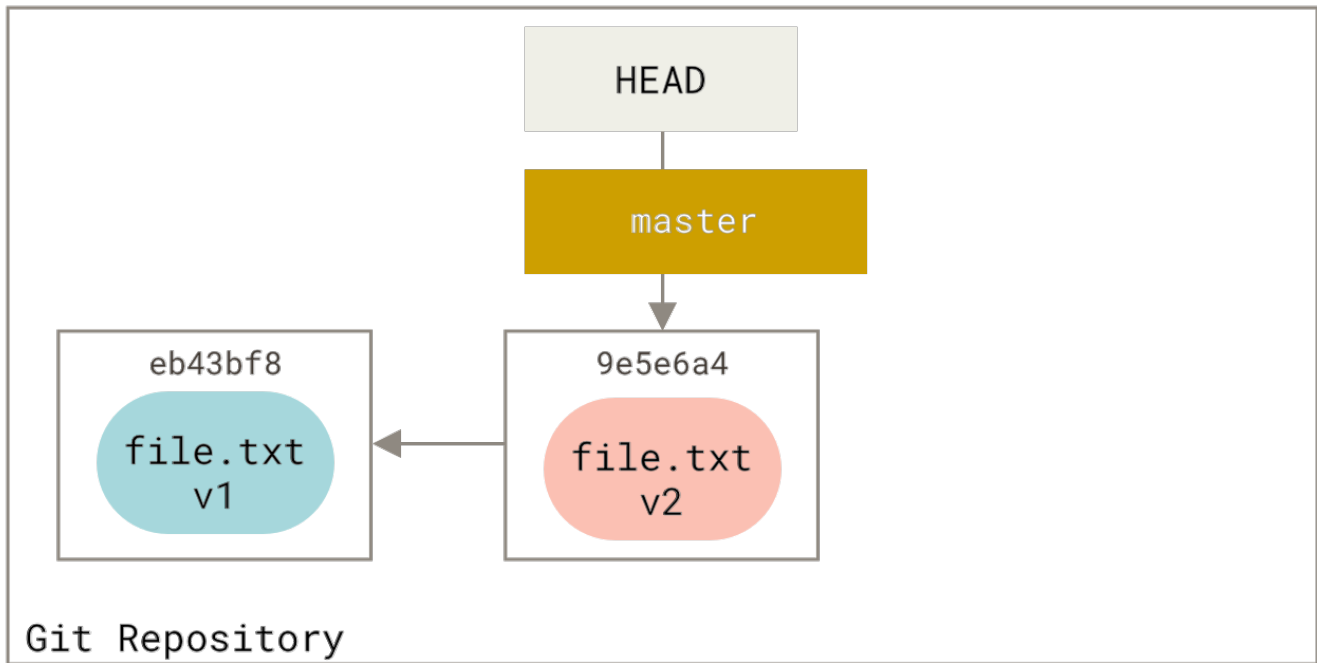 HEAD
master
eb43bf8
file.txt
v1
9e5e6a4
file.txt
v2
Git Repository